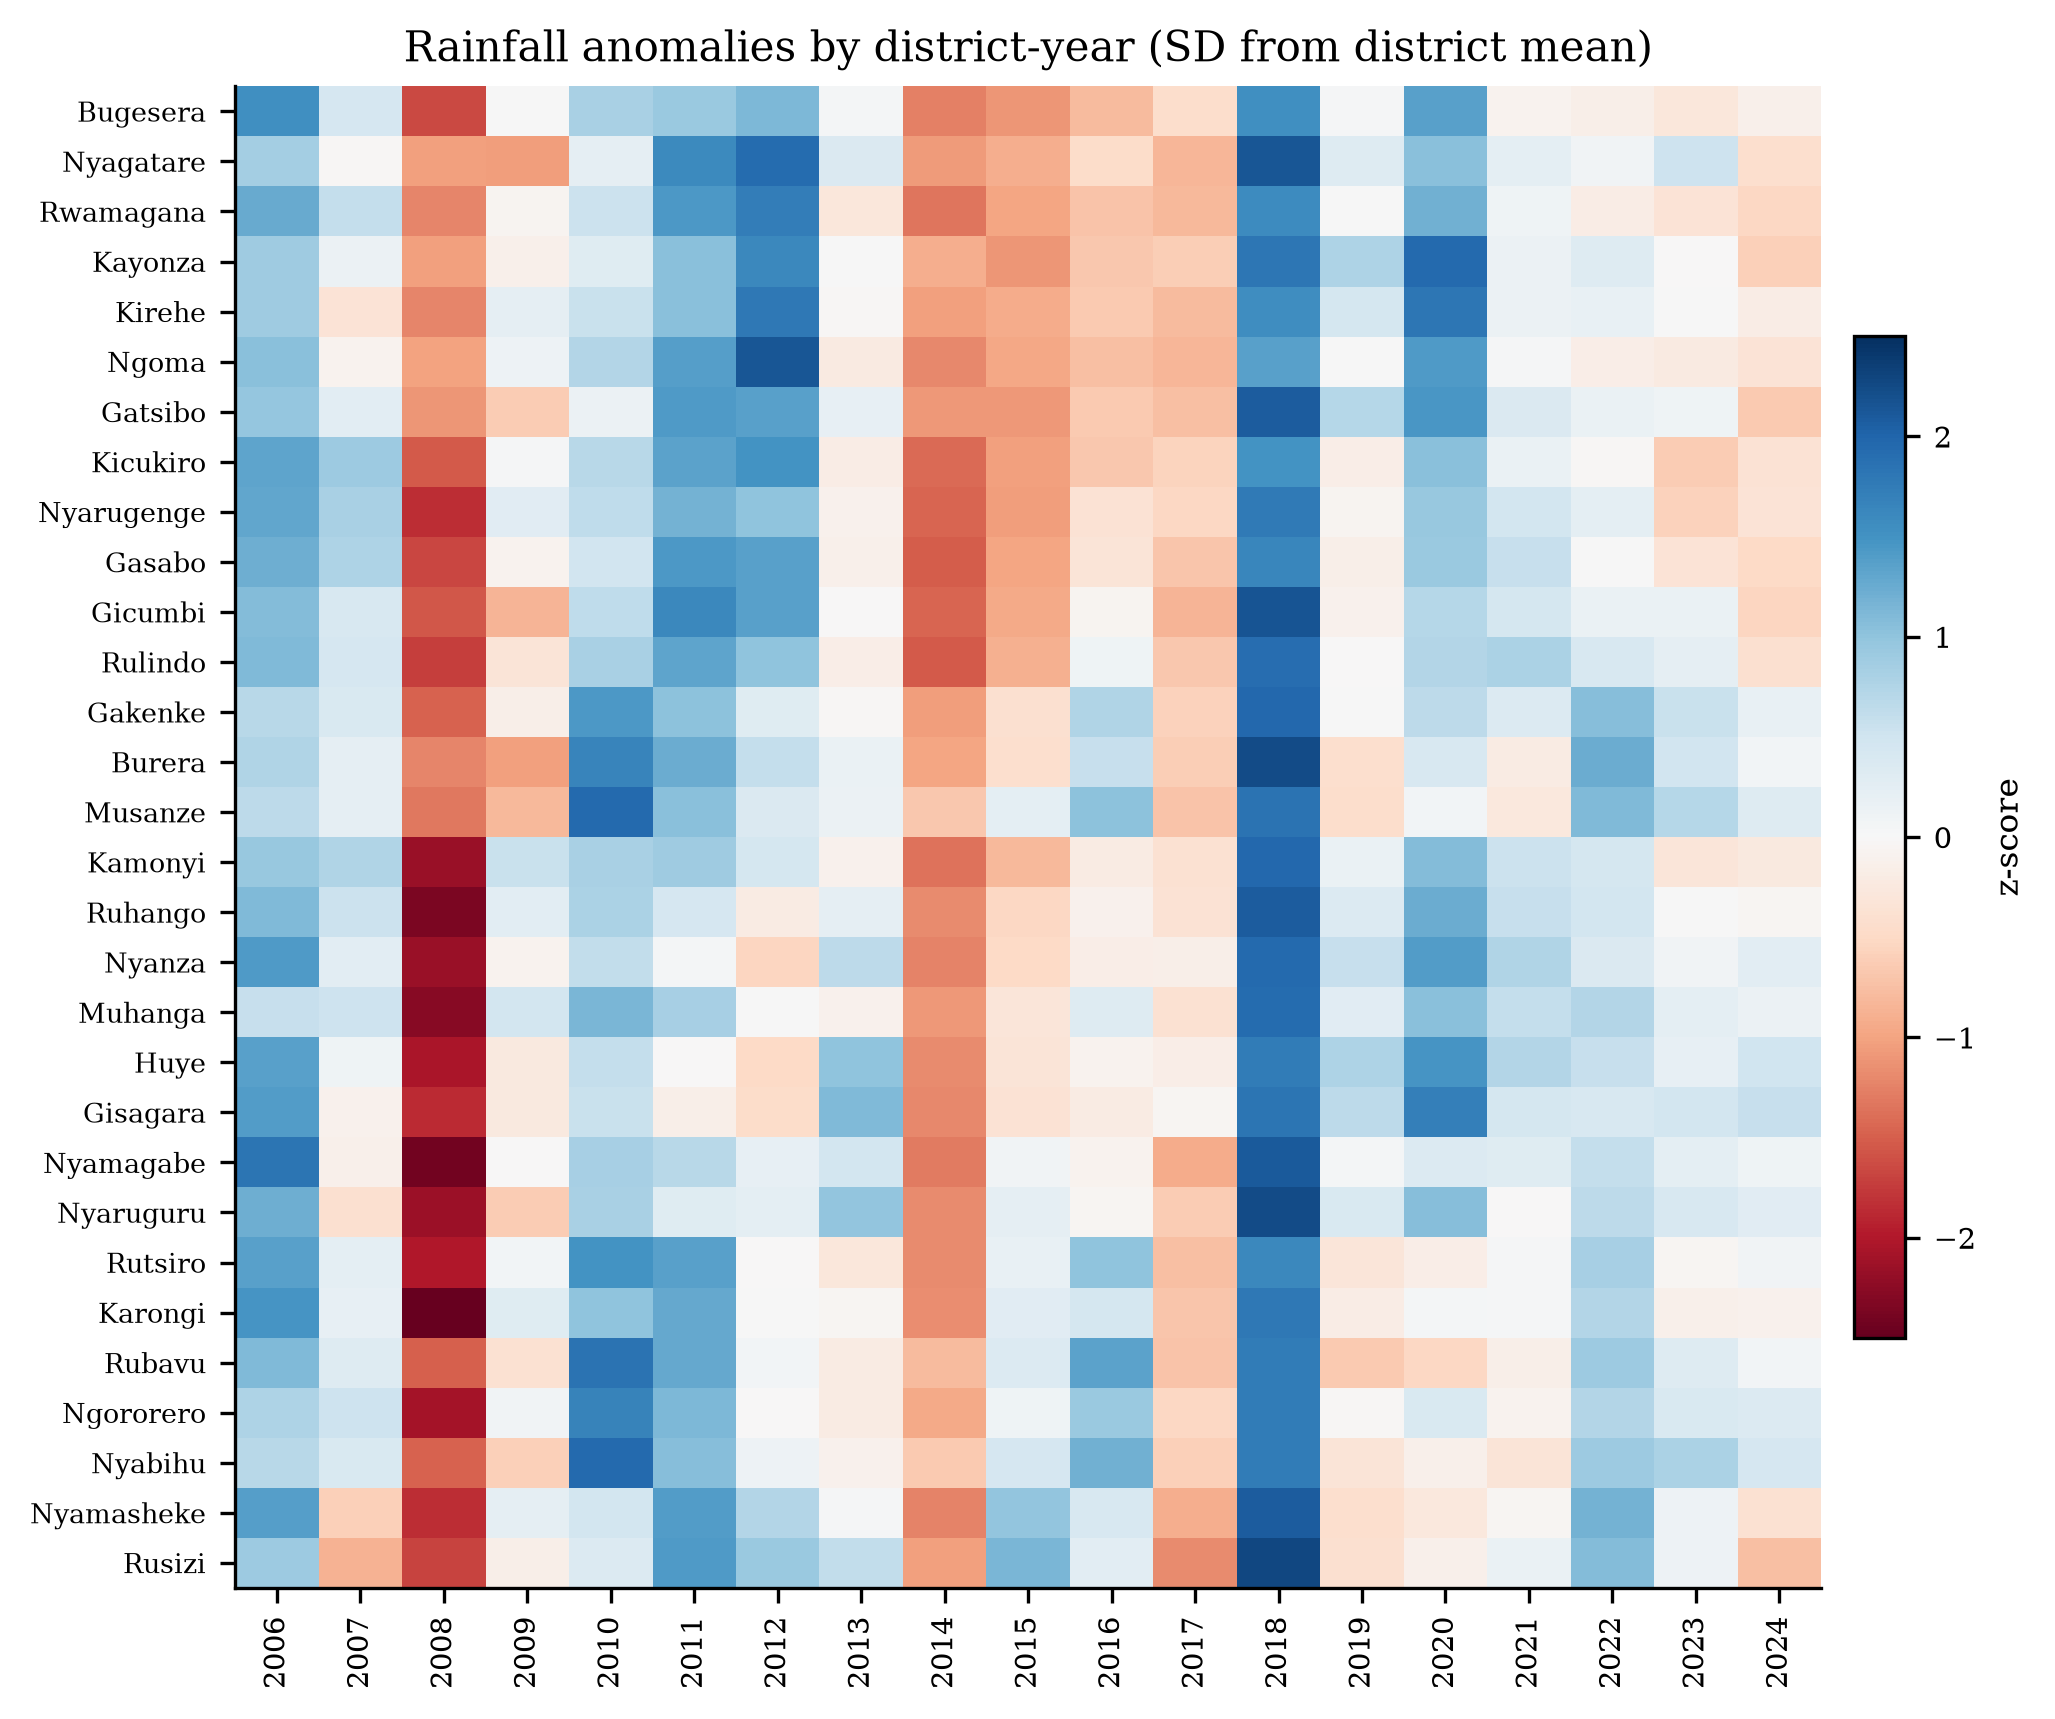 Rainfall anomalies by district-year (SD from district mean)
Bugesera
Nyagatare
Rwamagana
Kayonza
Kirehe
Ngoma
Gatsibo
Kicukiro
Nyarugenge
Gasabo
Gicumbi
Rulindo
Gakenke
Burera
Musanze
Kamonyi
Ruhango
Nyanza
Muhanga
Huye
Gisagara
Nyamagabe
Nyaruguru
Rutsiro
Karongi
Rubavu
Ngororero
Nyabihu
Nyamasheke
Rusizi
2006
2007
2008
2009
2010
2011
2012
2013
2014
2015
2016
2017
2018
2019
2020
2021
2022
2023
2024
2
1
0
−1
−2
z-score